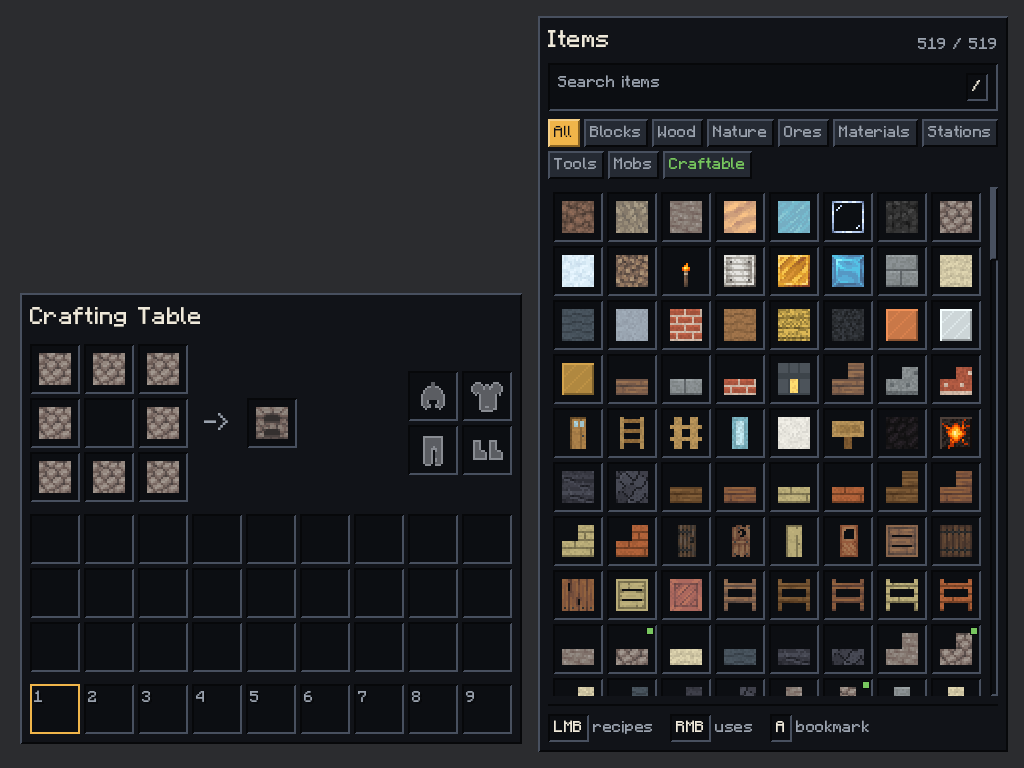 Items
519 / 519
Search items
/
All Blocks Wood Nature Ores Materials Stations
Tools Mobs Craftable
Crafting Table
->
1 2 3 4 5 6 7 8 9
LMB recipes RMB uses A bookmark